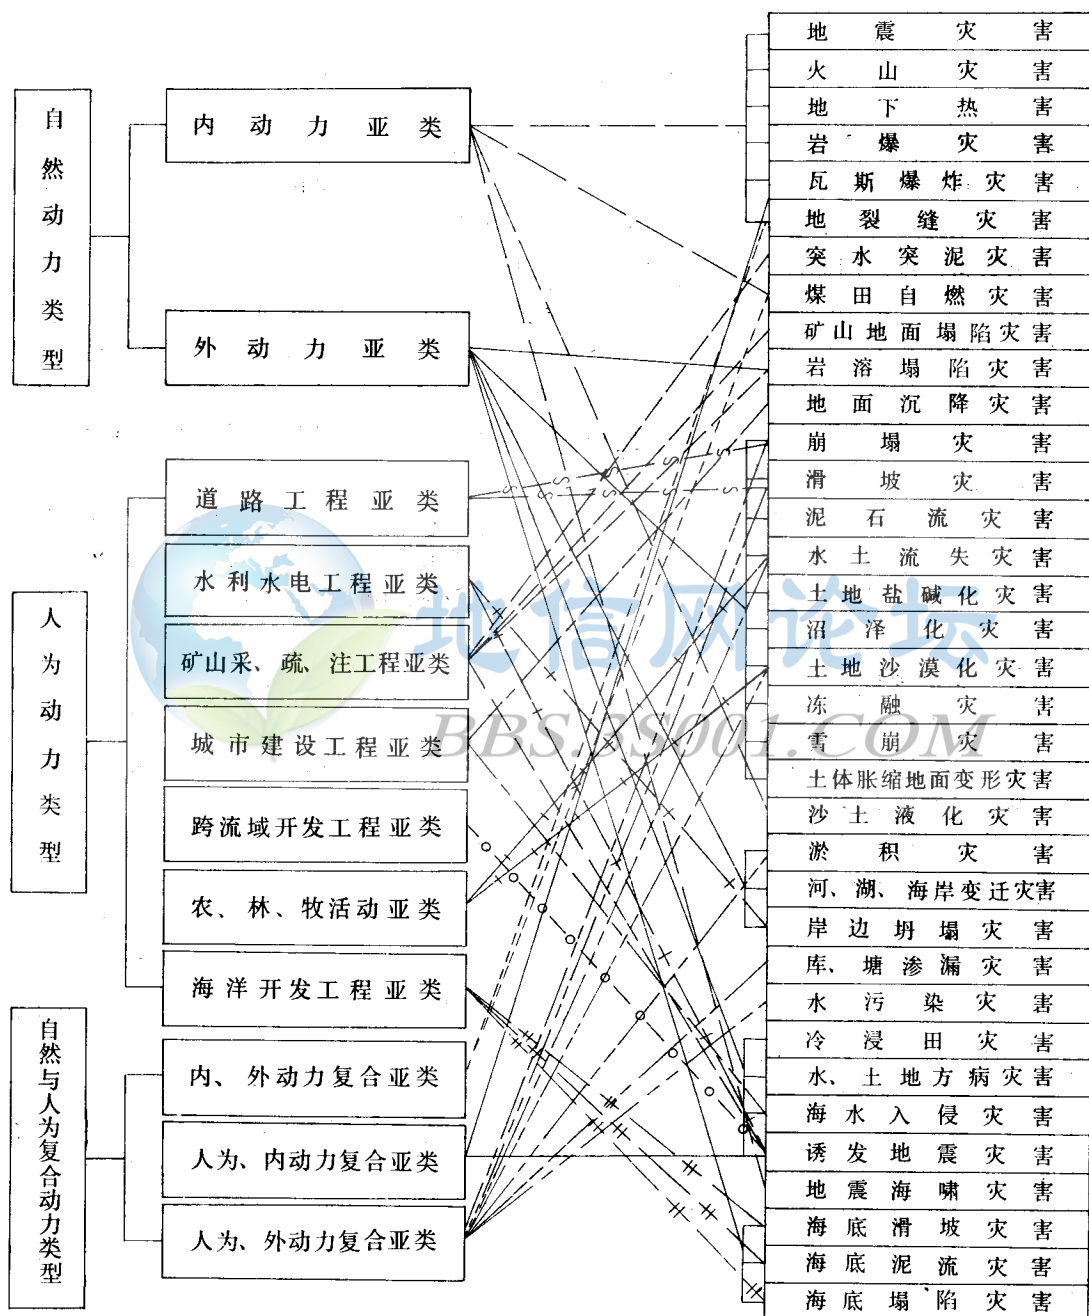 自然动力类型
内动力亚类
外动力亚类
人为动力类型
道路工程亚类
水利水电工程亚类
矿山采、疏、注工程亚类
城市建设工程亚类
跨流域开发工程亚类
农、林、牧活动亚类
海洋开发工程亚类
自然与人为复合动力类型
内、外动力复合亚类
人为、内动力复合亚类
人为、外动力复合亚类
地震灾害
火山灾害
地下热害
岩爆灾害
瓦斯爆炸灾害
地裂缝灾害
突水突泥灾害
煤田自燃灾害
矿山地面塌陷灾害
岩溶塌陷灾害
地面沉降灾害
崩塌灾害
滑坡灾害
泥石流灾害
水土流失灾害
土地盐碱化灾害
沼泽化灾害
土地沙漠化灾害
冻融灾害
雪崩灾害
土体胀缩地面变形灾害
沙土液化灾害
淤积灾害
河、湖、海岸变迁灾害
岸边坍塌灾害
库、塘渗漏灾害
水污染灾害
冷浸田灾害
水、土地方病灾害
海水入侵灾害
诱发地震灾害
地震海啸灾害
海底滑坡灾害
海底泥流灾害
海底塌陷灾害
地信网论坛
BBS.3S001.COM